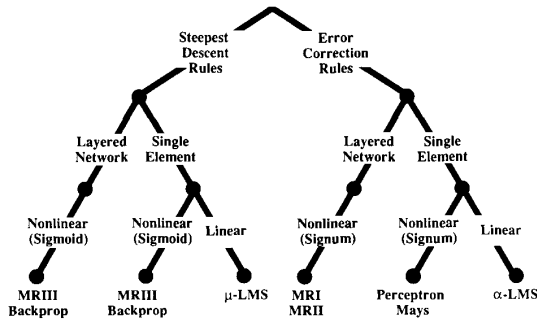 Steepest
Descent
Rules
Error
Correction
Rules
Layered
Network
Single
Element
Layered
Network
Single
Element
Nonlinear
(Sigmoid)
Nonlinear
(Sigmoid)
Linear
Nonlinear
(Signum)
Nonlinear
(Signum)
Linear
MRIII
Backprop
MRIII
Backprop
μ-LMS
MRI
MRII
Perceptron
Mays
α-LMS